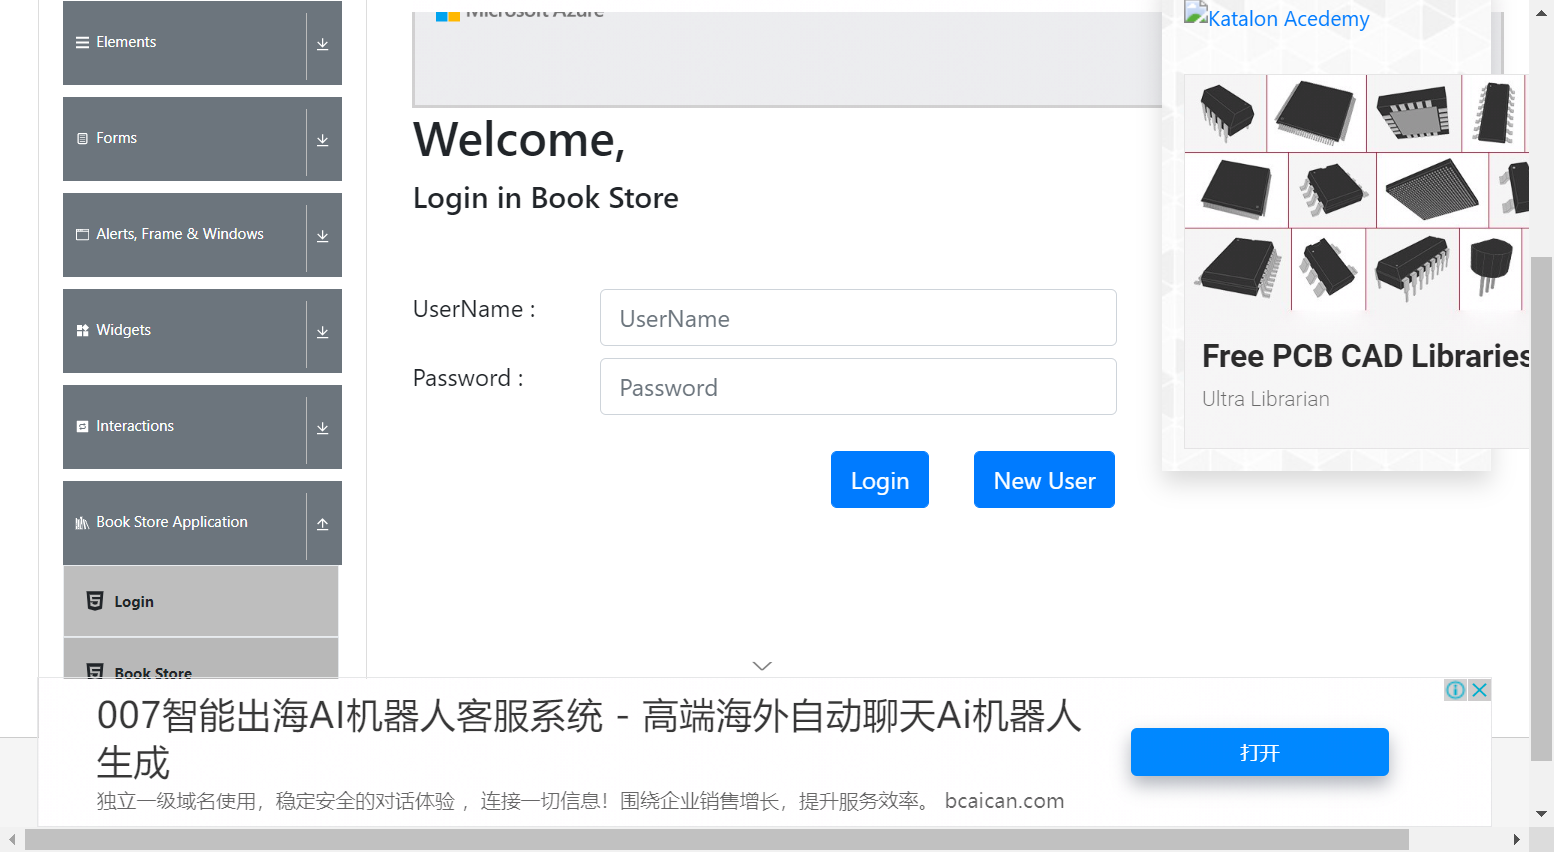 Elements
Forms
Alerts, Frame & Windows
Widgets
Interactions
Book Store Application
Login
Book Store
Microsoft Azure
Welcome,
Login in Book Store
UserName :
UserName
Password :
Password
Login
New User
Katalon Acedemy
Free PCB CAD Libraries
Ultra Librarian
007智能出海AI机器人客服系统 - 高端海外自动聊天Ai机器人
生成
独立一级域名使用，稳定安全的对话体验 ，连接一切信息！围绕企业销售增长，提升服务效率。 bcaican.com
打开